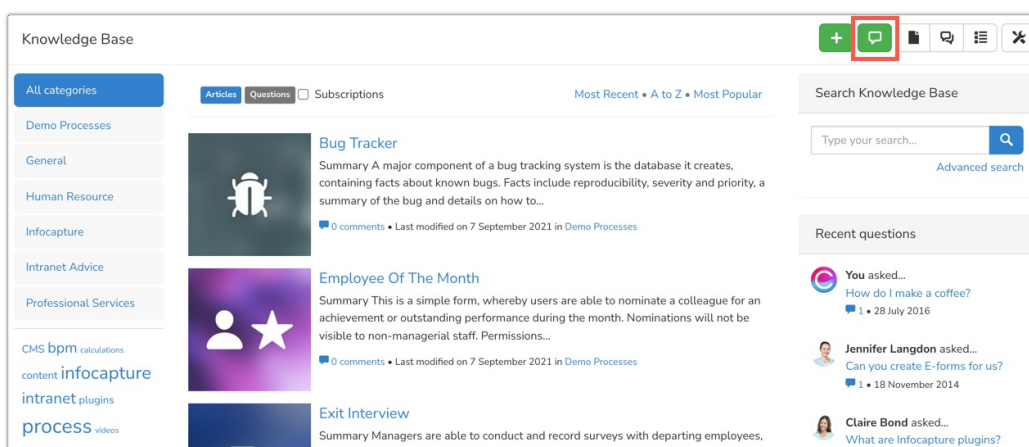 Knowledge Base
All categories
Demo Processes
General
Human Resource
Infocapture
Intranet Advice
Professional Services
CMS bpm calculations
content infocapture
intranet plugins
process videos
Articles Questions Subscriptions
Most Recent • A to Z • Most Popular
Bug Tracker
Summary A major component of a bug tracking system is the database it creates,
containing facts about known bugs. Facts include reproducibility, severity and priority, a
summary of the bug and details on how to...
0 comments • Last modified on 7 September 2021 in Demo Processes
Employee Of The Month
Summary This is a simple form, whereby users are able to nominate a colleague for an
achievement or outstanding performance during the month. Nominations will not be
visible to non-managerial staff. Permissions...
0 comments • Last modified on 7 September 2021 in Demo Processes
Exit Interview
Summary Managers are able to conduct and record surveys with departing employees,
Search Knowledge Base
Type your search...
Advanced search
Recent questions
You asked...
How do I make a coffee?
1 • 28 July 2016
Jennifer Langdon asked...
Can you create E-forms for us?
1 • 18 November 2014
Claire Bond asked...
What are Infocapture plugins?